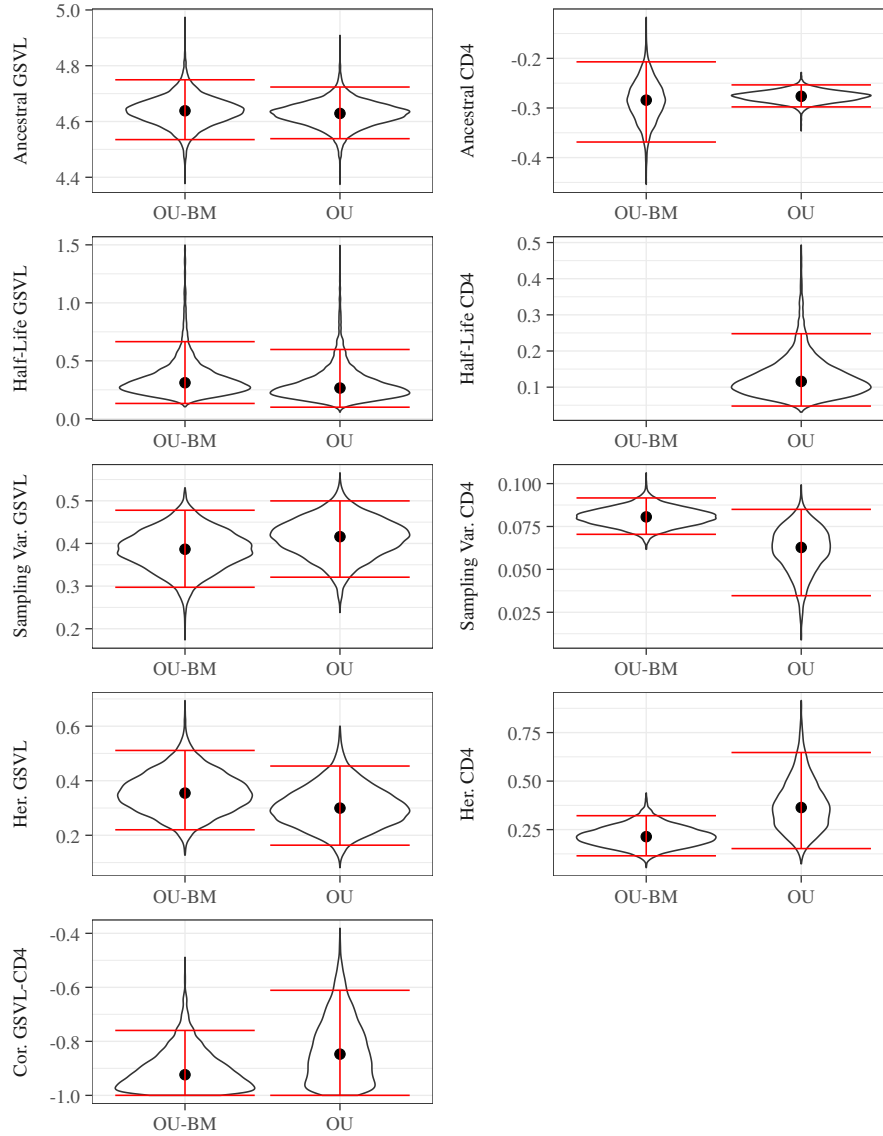 Ancestral GSVL
5.0
4.8
4.6
4.4
OU-BM
OU
Ancestral CD4
-0.2
-0.3
-0.4
OU-BM
OU
Half-Life GSVL
1.5
1.0
0.5
0.0
OU-BM
OU
Half-Life CD4
0.5
0.4
0.3
0.2
0.1
OU-BM
OU
Sampling Var. GSVL
0.5
0.4
0.3
0.2
OU-BM
OU
Sampling Var. CD4
0.100
0.075
0.050
0.025
OU-BM
OU
Her. GSVL
0.6
0.4
0.2
OU-BM
OU
Her. CD4
0.75
0.50
0.25
OU-BM
OU
Cor. GSVL-CD4
-0.4
-0.6
-0.8
-1.0
OU-BM
OU